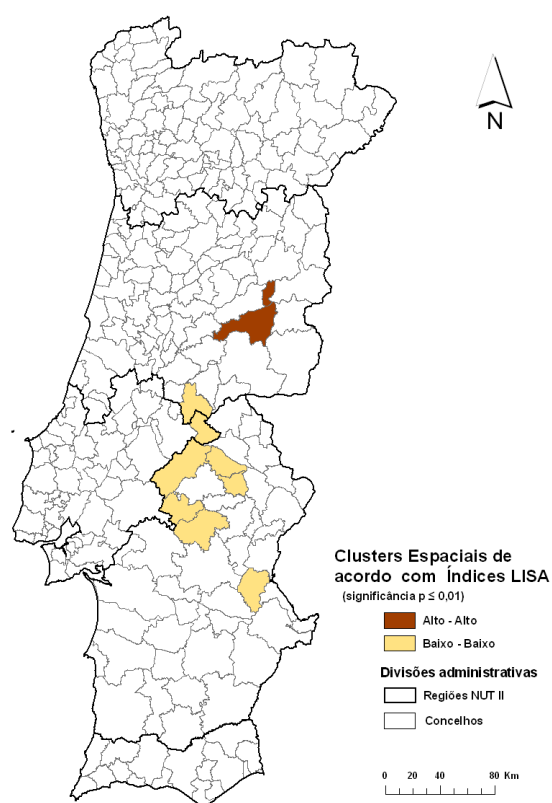 N
Clusters Espaciais de
acordo com Índices LISA
(significância p ≤ 0,01)
Alto - Alto
Baixo - Baixo
Divisões administrativas
Regiões NUT II
Concelhos
0 20 40 80 Km